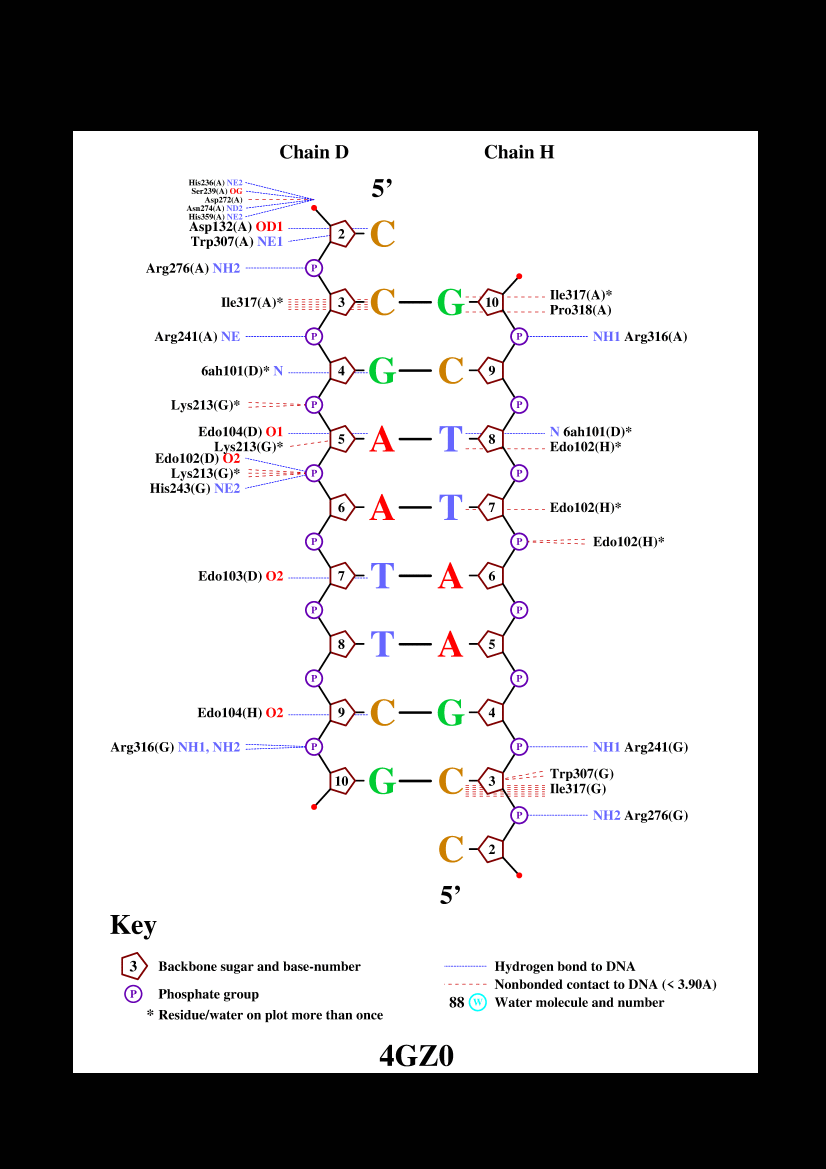 Chain D Chain H
5’
His236(A) NE2
Ser239(A) OG
Asp272(A)
Asn274(A) ND2
His359(A) NE2
Asp132(A) OD1
Trp307(A) NE1
2 C
Arg276(A) NH2 P
Ile317(A)* 3 C G 10 Ile317(A)*
Pro318(A)
Arg241(A) NE P P NH1 Arg316(A)
6ah101(D)* N 4 G C 9
Lys213(G)* P P
Edo104(D) O1 5 A T 8 N 6ah101(D)*
Lys213(G)* Edo102(H)*
Edo102(D) O2
Lys213(G)* P P
His243(G) NE2
6 A T 7 Edo102(H)*
P P Edo102(H)*
Edo103(D) O2 7 T A 6
P P
8 T A 5
P P
Edo104(H) O2 9 C G 4
Arg316(G) NH1, NH2 P P NH1 Arg241(G)
10 G C 3 Trp307(G)
Ile317(G)
P NH2 Arg276(G)
C 2
5’
Key
3 Backbone sugar and base-number
P Phosphate group
* Residue/water on plot more than once
Hydrogen bond to DNA
Nonbonded contact to DNA (< 3.90A)
88 W Water molecule and number
4GZ0